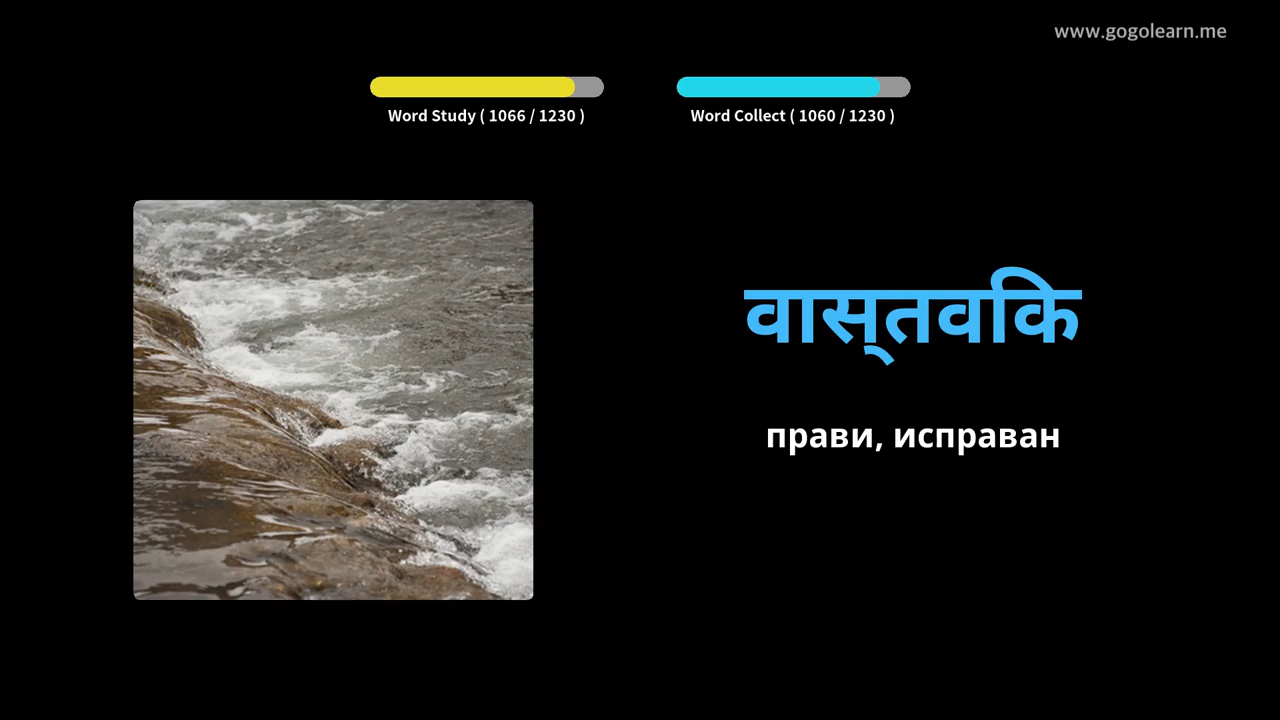 www.gogolearn.me
Word Study ( 1066 / 1230 )
Word Collect ( 1060 / 1230 )
वास्तविक
прави, исправан